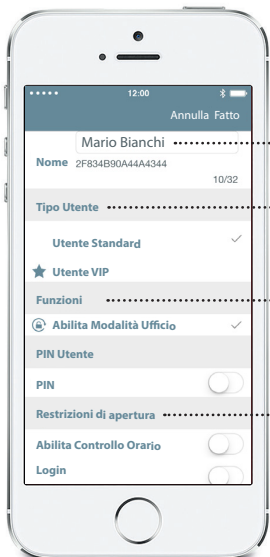 12:00
Annulla Fatto
Mario Bianchi
Nome 2F834B90A44A4344
10/32
Tipo Utente
Utente Standard
Utente VIP
Funzioni
Abilita Modalità Ufficio
PIN Utente
PIN
Restrizioni di apertura
Abilita Controllo Orario
Login